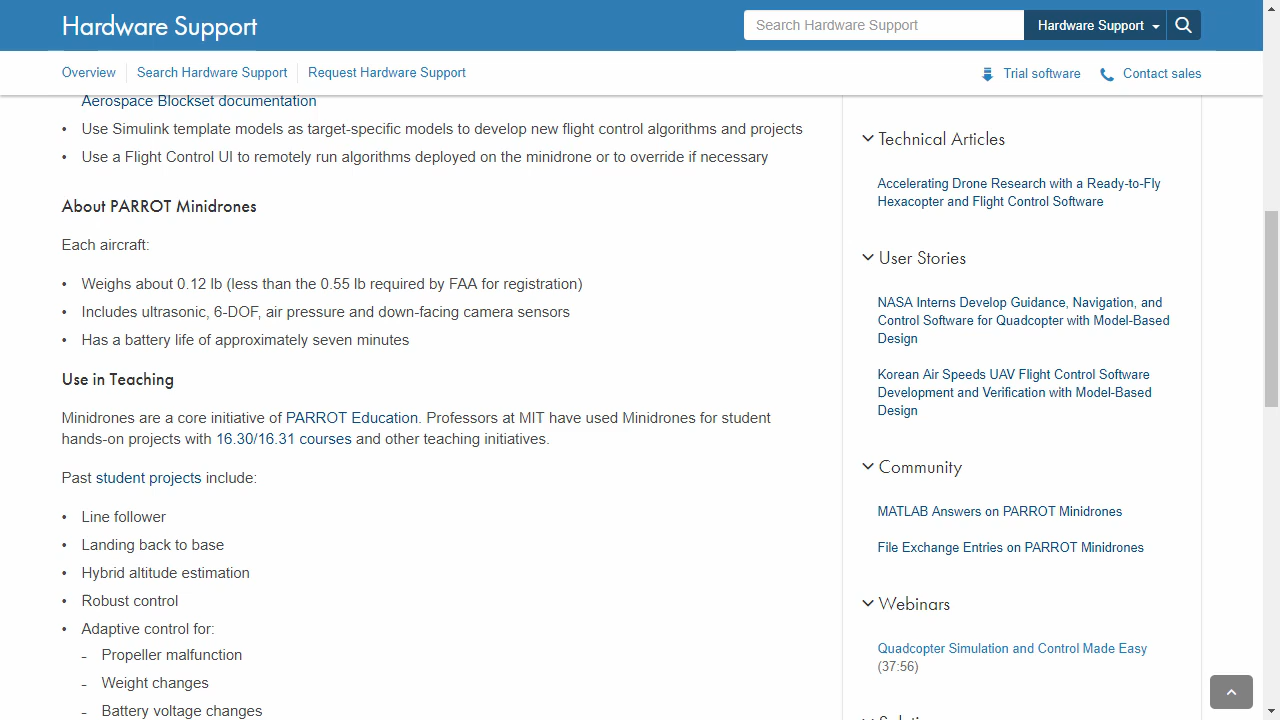 Hardware Support
Search Hardware Support
Hardware Support
Overview
Search Hardware Support
Request Hardware Support
Trial software
Contact sales
Aerospace Blockset documentation
• Use Simulink template models as target-specific models to develop new flight control algorithms and projects
• Use a Flight Control UI to remotely run algorithms deployed on the minidrone or to override if necessary
About PARROT Minidrones
Each aircraft:
• Weighs about 0.12 lb (less than the 0.55 lb required by FAA for registration)
• Includes ultrasonic, 6-DOF, air pressure and down-facing camera sensors
• Has a battery life of approximately seven minutes
Use in Teaching
Minidrones are a core initiative of PARROT Education. Professors at MIT have used Minidrones for student
hands-on projects with 16.30/16.31 courses and other teaching initiatives.
Past student projects include:
• Line follower
• Landing back to base
• Hybrid altitude estimation
• Robust control
• Adaptive control for:
- Propeller malfunction
- Weight changes
- Battery voltage changes
Technical Articles
Accelerating Drone Research with a Ready-to-Fly
Hexacopter and Flight Control Software
User Stories
NASA Interns Develop Guidance, Navigation, and
Control Software for Quadcopter with Model-Based
Design
Korean Air Speeds UAV Flight Control Software
Development and Verification with Model-Based
Design
Community
MATLAB Answers on PARROT Minidrones
File Exchange Entries on PARROT Minidrones
Webinars
Quadcopter Simulation and Control Made Easy
(37:56)